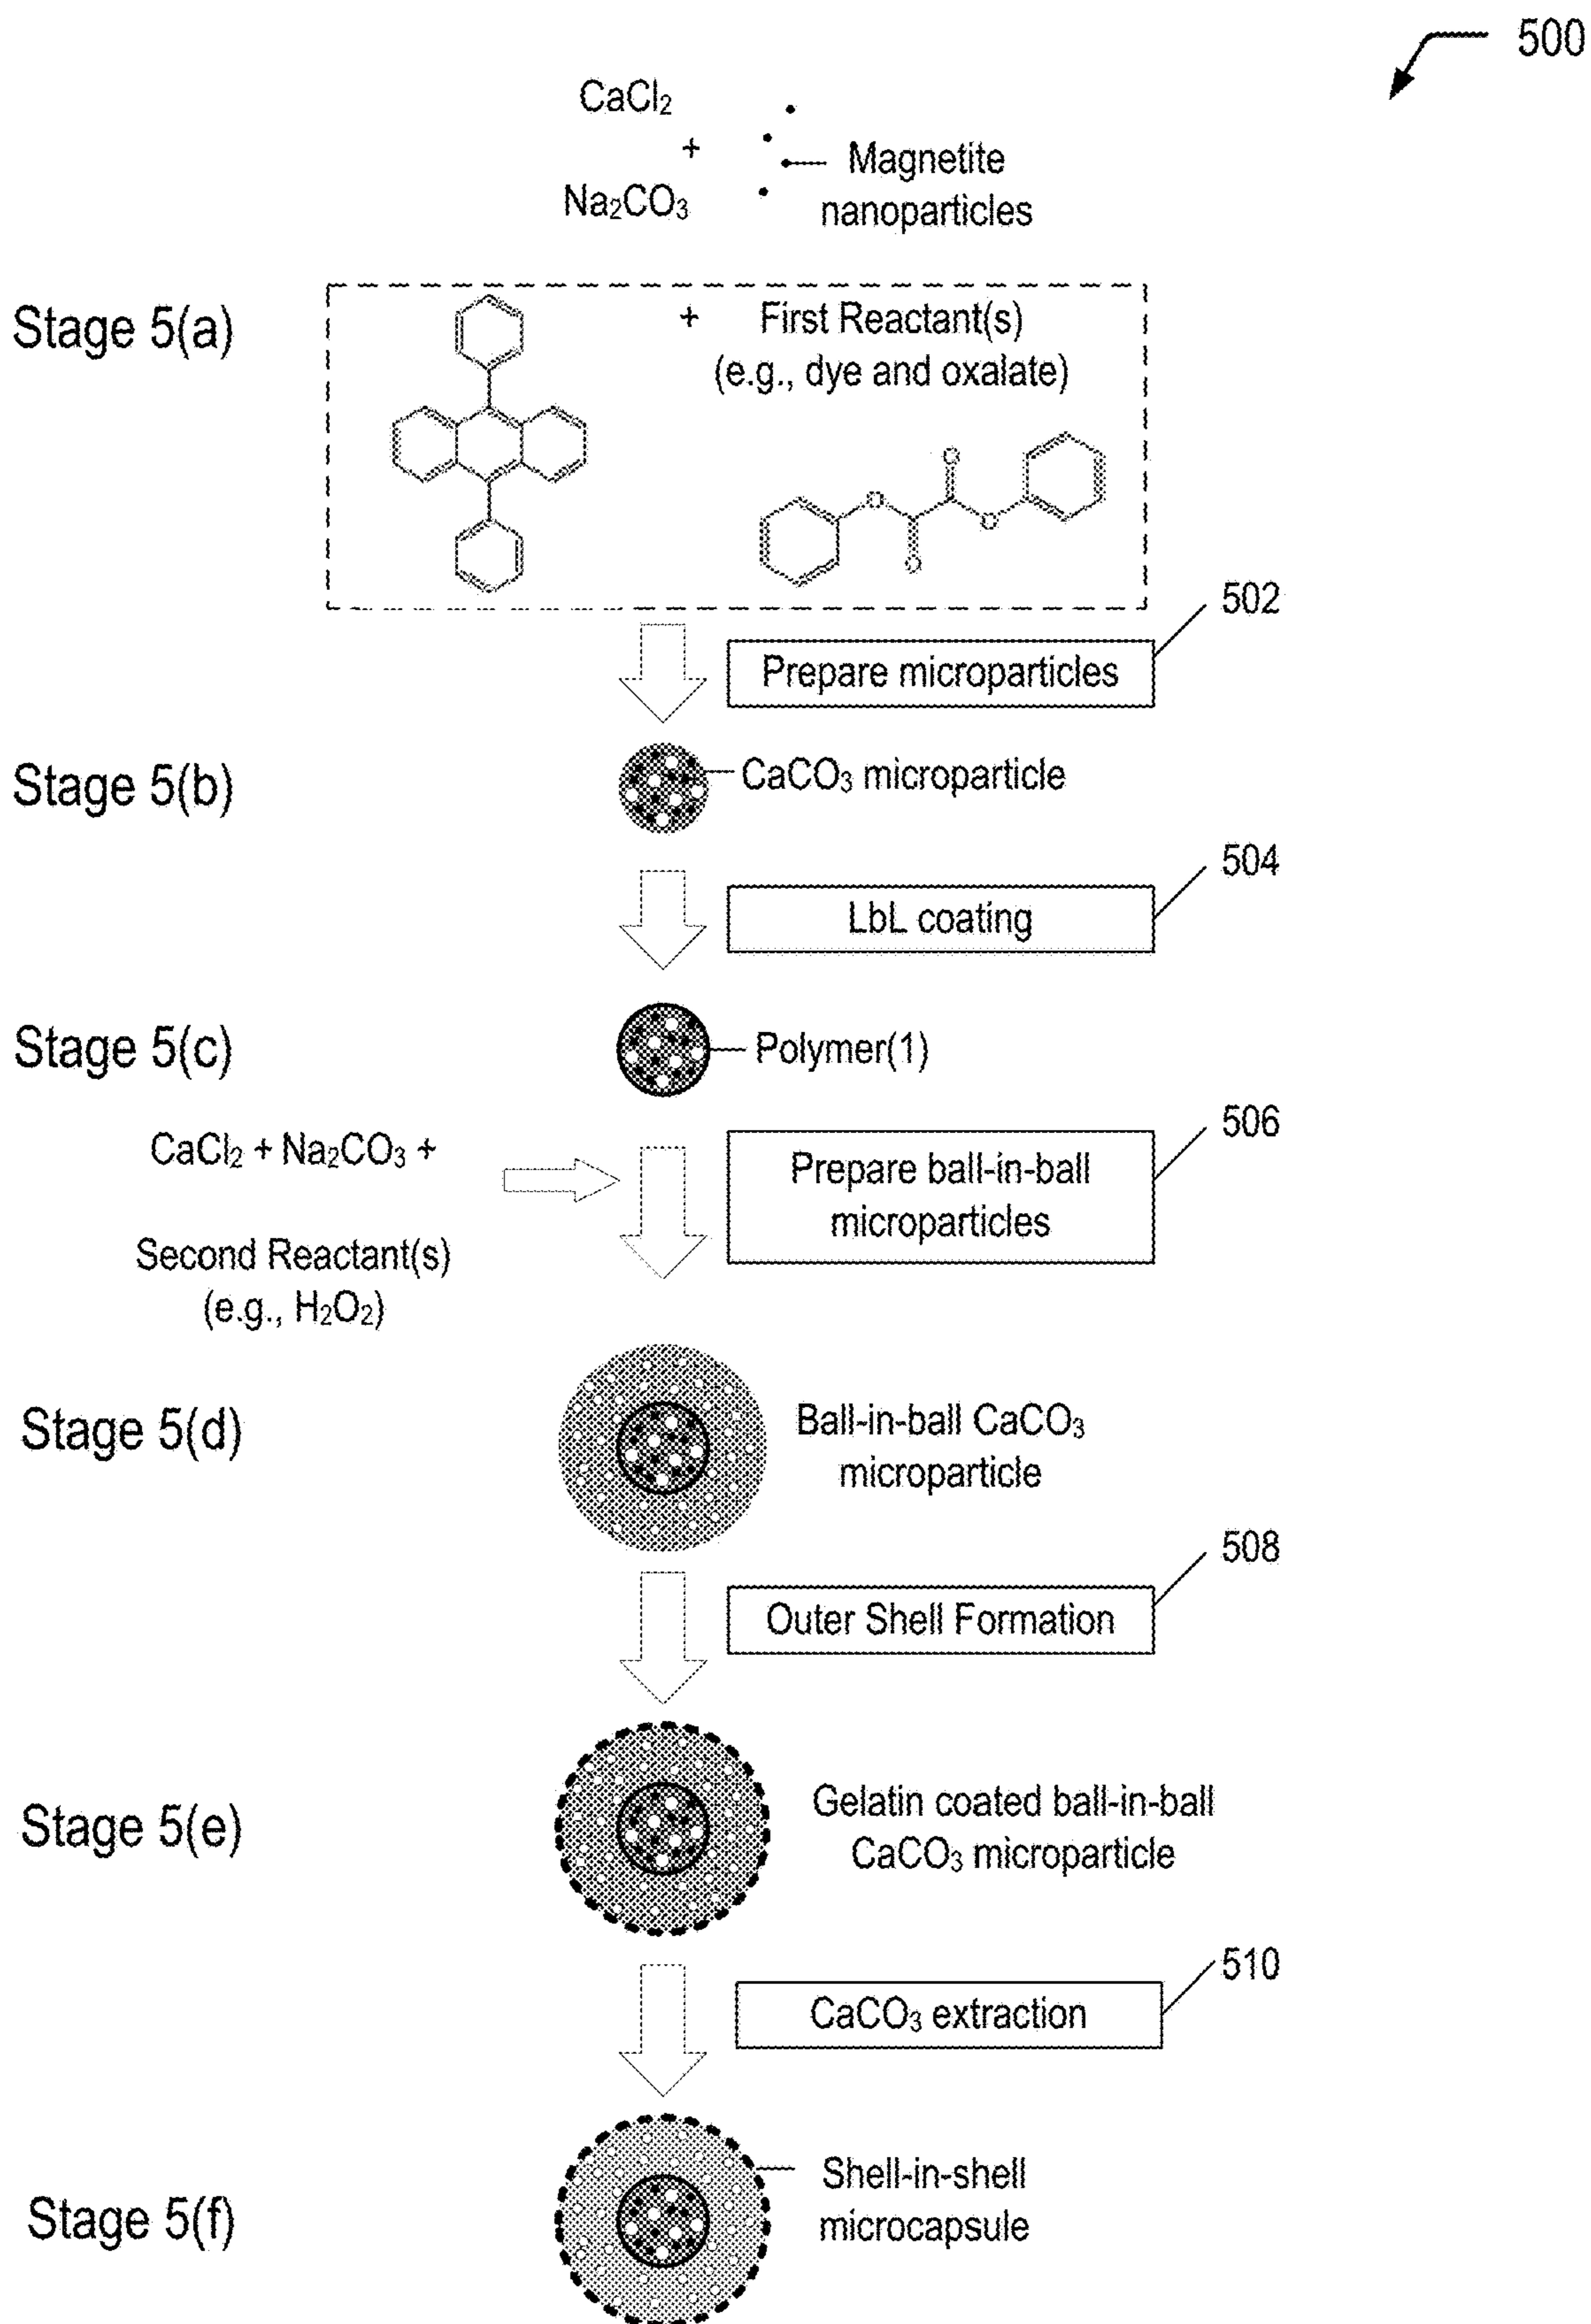 500
CaCl₂
+
Na₂CO₃
Magnetite
nanoparticles
Stage 5(a)
+ First Reactant(s)
(e.g., dye and oxalate)
O
O
O
O
502
Prepare microparticles
Stage 5(b)
CaCO₃ microparticle
504
LbL coating
Stage 5(c)
Polymer(1)
506
CaCl₂ + Na₂CO₃ +
Prepare ball-in-ball
microparticles
Second Reactant(s)
(e.g., H₂O₂)
Stage 5(d)
Ball-in-ball CaCO₃
microparticle
508
Outer Shell Formation
Stage 5(e)
Gelatin coated ball-in-ball
CaCO₃ microparticle
510
CaCO₃ extraction
Stage 5(f)
Shell-in-shell
microcapsule